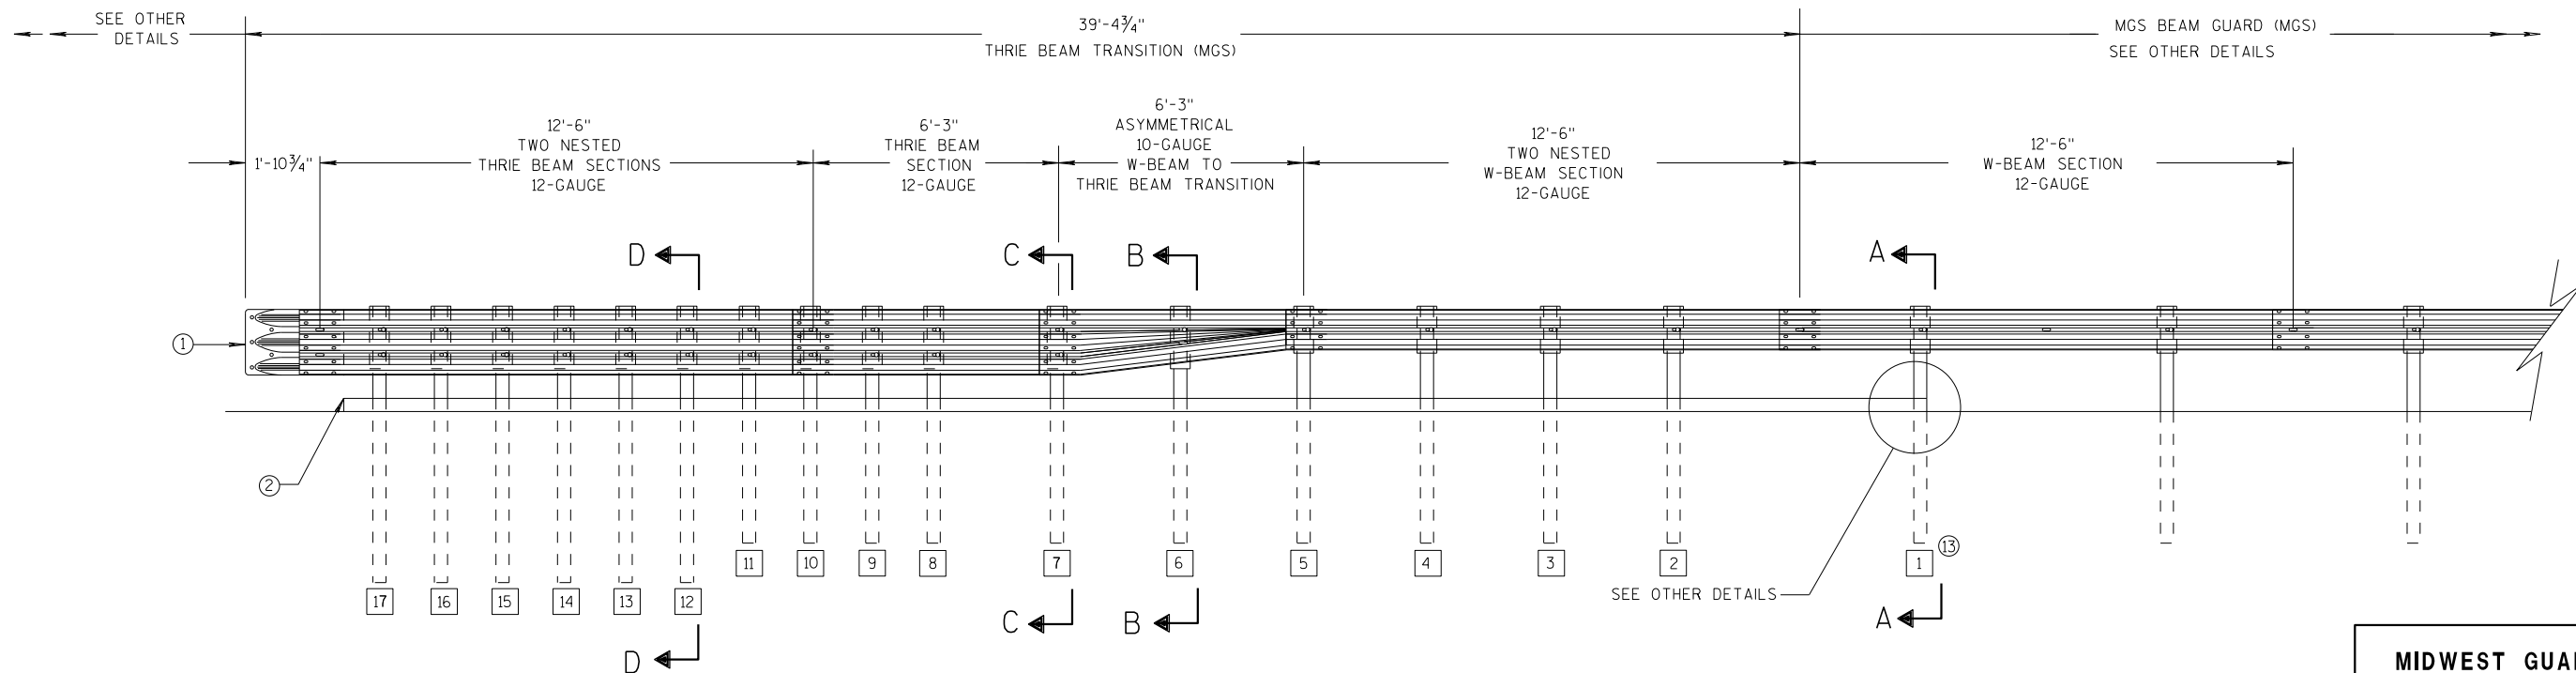 SEE OTHER
DETAILS
39'-4¾"
THRIE BEAM TRANSITION (MGS)
MGS BEAM GUARD (MGS)
SEE OTHER DETAILS
1'-10¾"
12'-6"
TWO NESTED
THRIE BEAM SECTIONS
12-GAUGE
6'-3"
THRIE BEAM
SECTION
12-GAUGE
6'-3"
ASYMMETRICAL
10-GAUGE
W-BEAM TO
THRIE BEAM TRANSITION
12'-6"
TWO NESTED
W-BEAM SECTION
12-GAUGE
12'-6"
W-BEAM SECTION
12-GAUGE
D
C
B
A
1
2
11
10
9
8
7
6
5
4
3
2
1
13
17
16
15
14
13
12
SEE OTHER DETAILS
C
B
A
D
MIDWEST